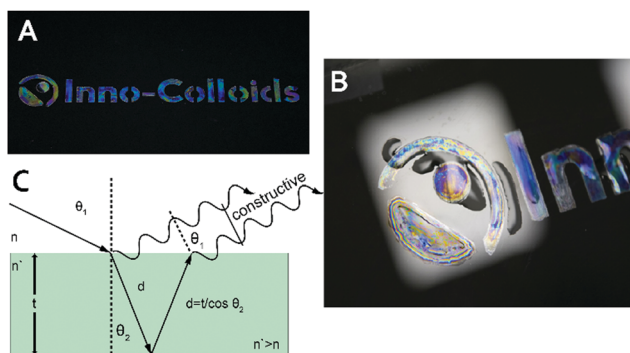 A
Inno-Colloids
B
Inn
C
θ1
constructive
n
θ1
n`
t
d
d=t/cos θ2
θ2
n`>n